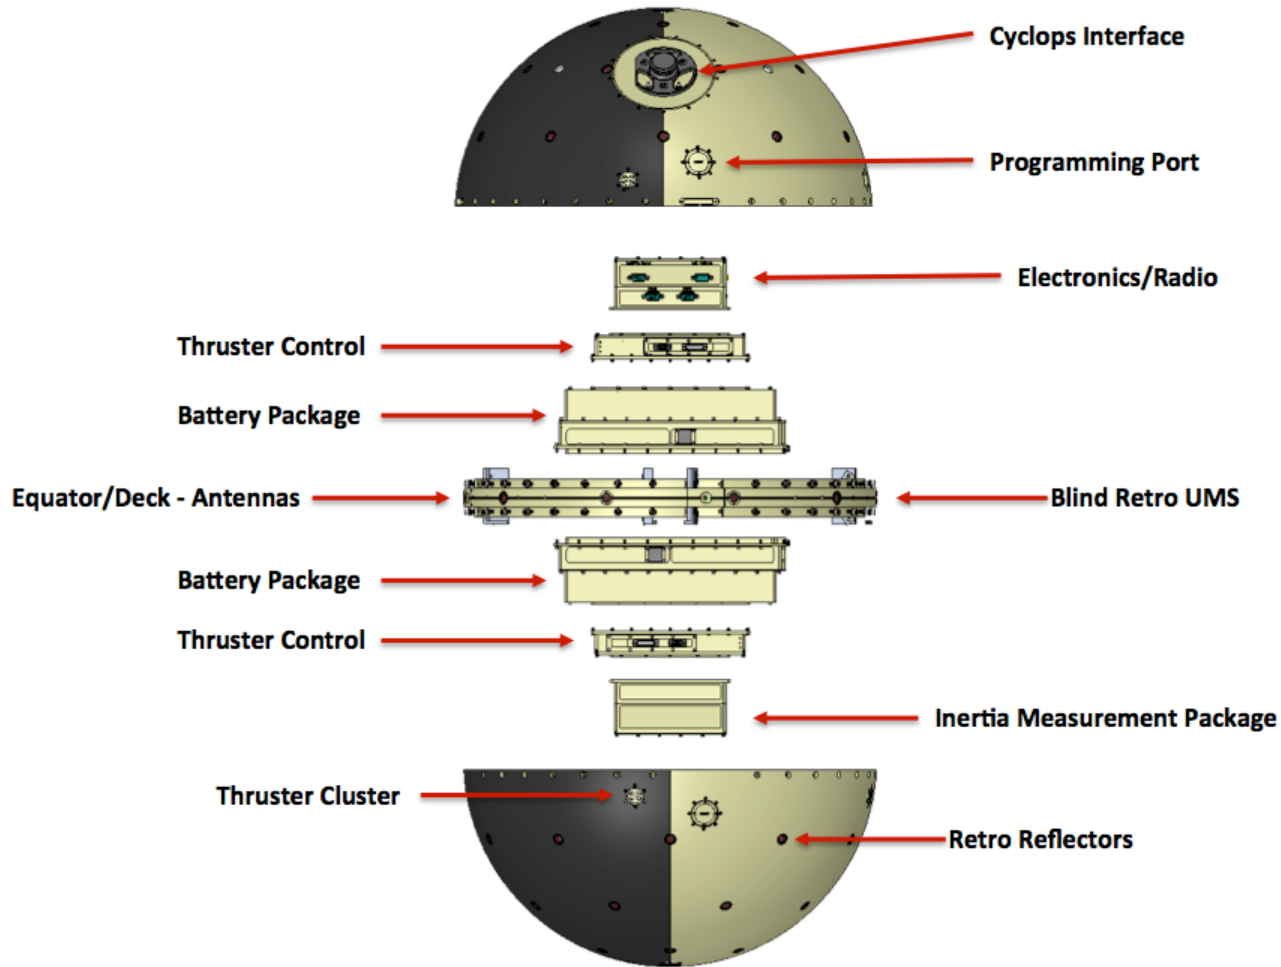 Cyclops Interface
Programming Port
Electronics/Radio
Thruster Control
Battery Package
Equator/Deck - Antennas
Blind Retro UMS
Battery Package
Thruster Control
Inertia Measurement Package
Thruster Cluster
Retro Reflectors